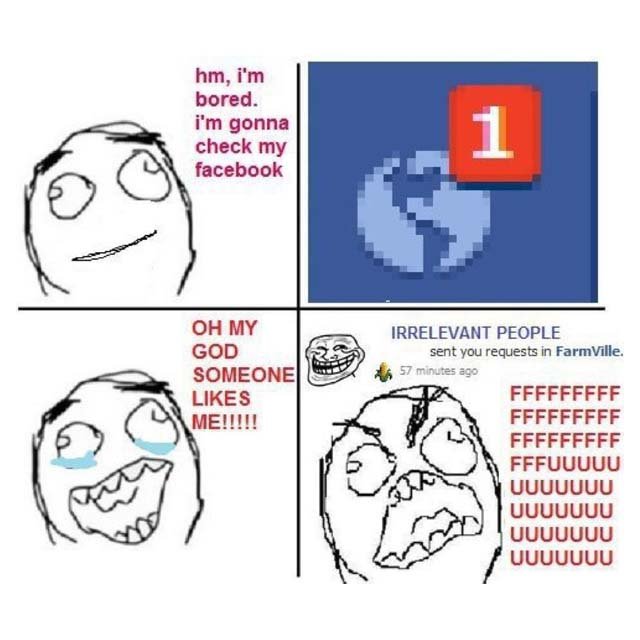 hm, i'm
bored.
i'm gonna
check my
facebook
1
OH MY
GOD
SOMEONE
LIKES
ME!!!!!
IRRELEVANT PEOPLE
sent you requests in FarmVille.
57 minutes ago
FFFFFFFFF
FFFFFFFFF
FFFFFFFFF
FFFUUUUU
UUUUUUU
UUUUUUU
UUUUUUU
UUUUUUU